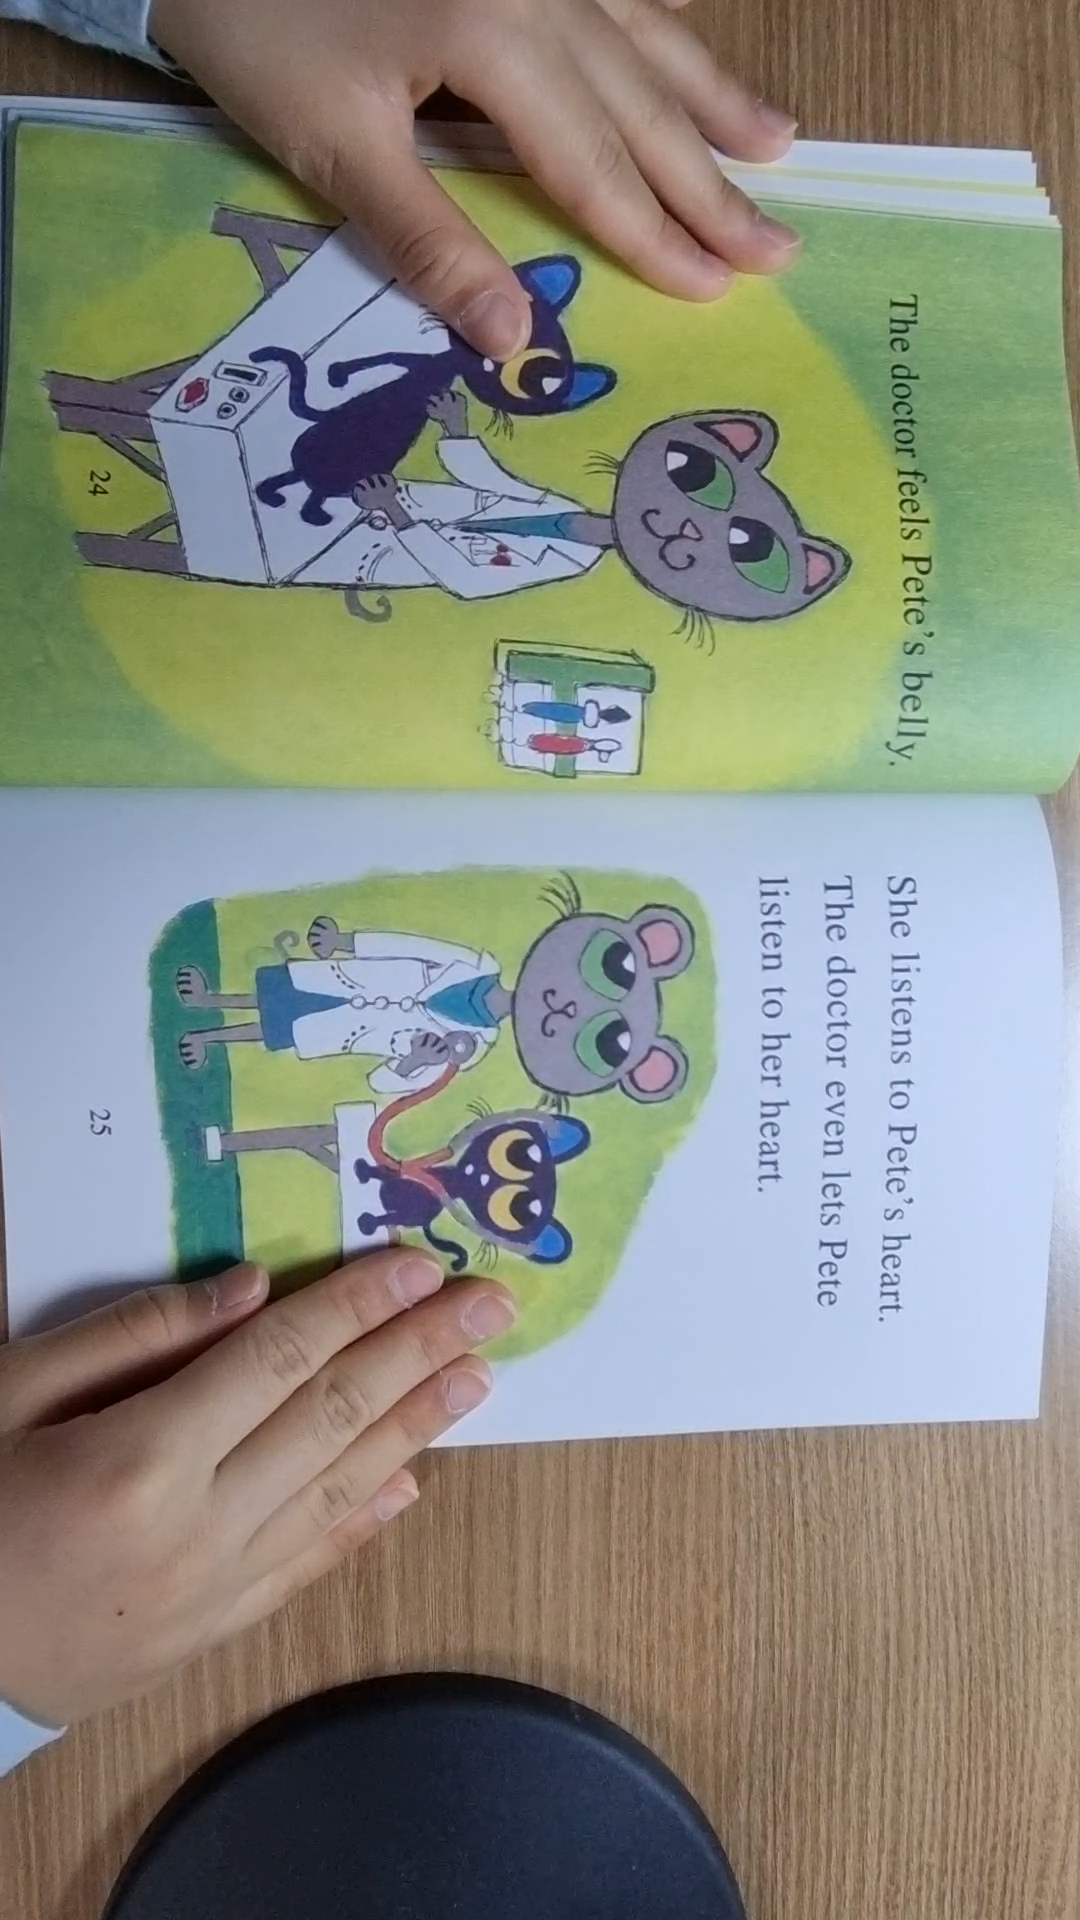 The doctor feels Pete's belly.
24
She listens to Pete's heart.
The doctor even lets Pete
listen to her heart.
25